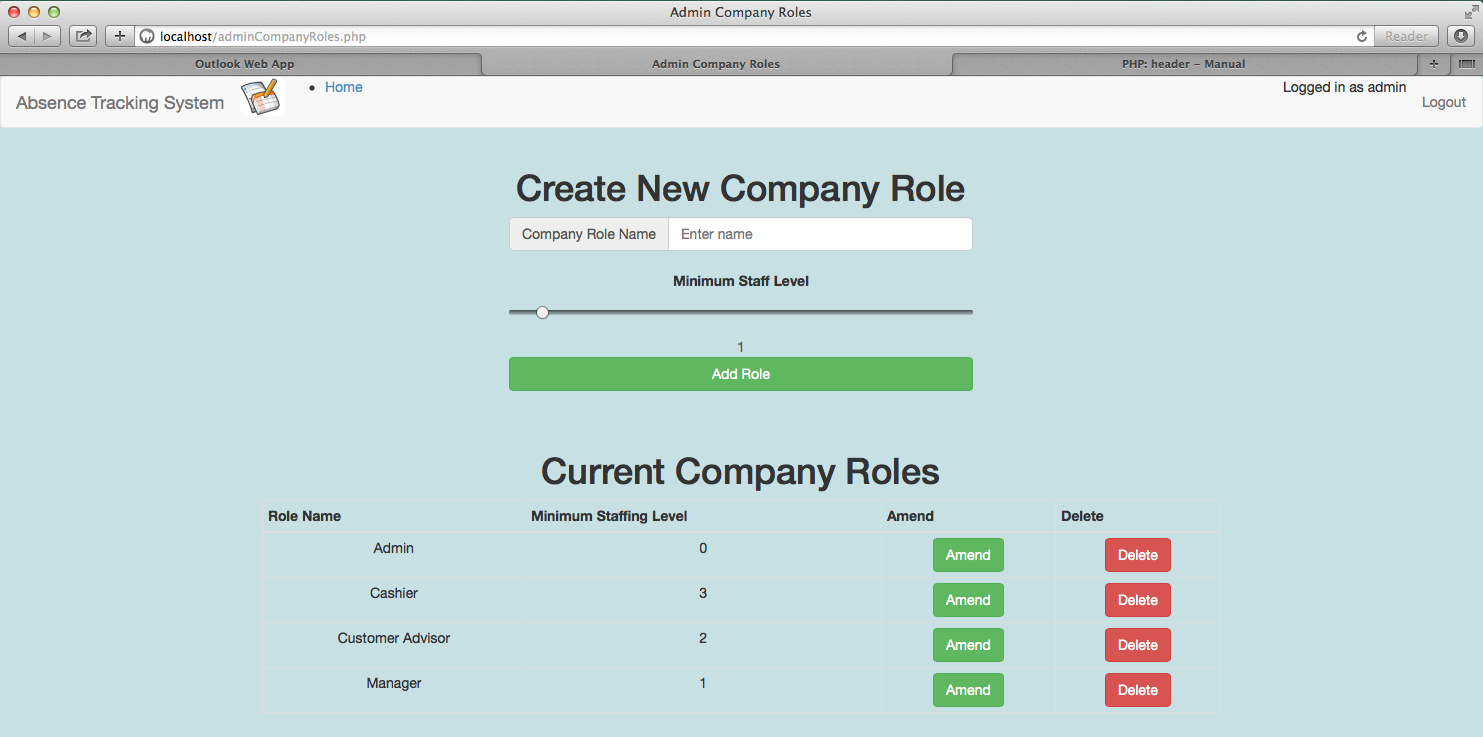 Admin Company Roles
localhost/adminCompanyRoles.php
Reader
Outlook Web App
Admin Company Roles
PHP: header - Manual
Absence Tracking System
Home
Logged in as admin
Logout
Create New Company Role
Company Role Name Enter name
Minimum Staff Level
1
Add Role
Current Company Roles
Role Name Minimum Staffing Level Amend Delete
Admin 0 Amend Delete
Cashier 3 Amend Delete
Customer Advisor 2 Amend Delete
Manager 1 Amend Delete